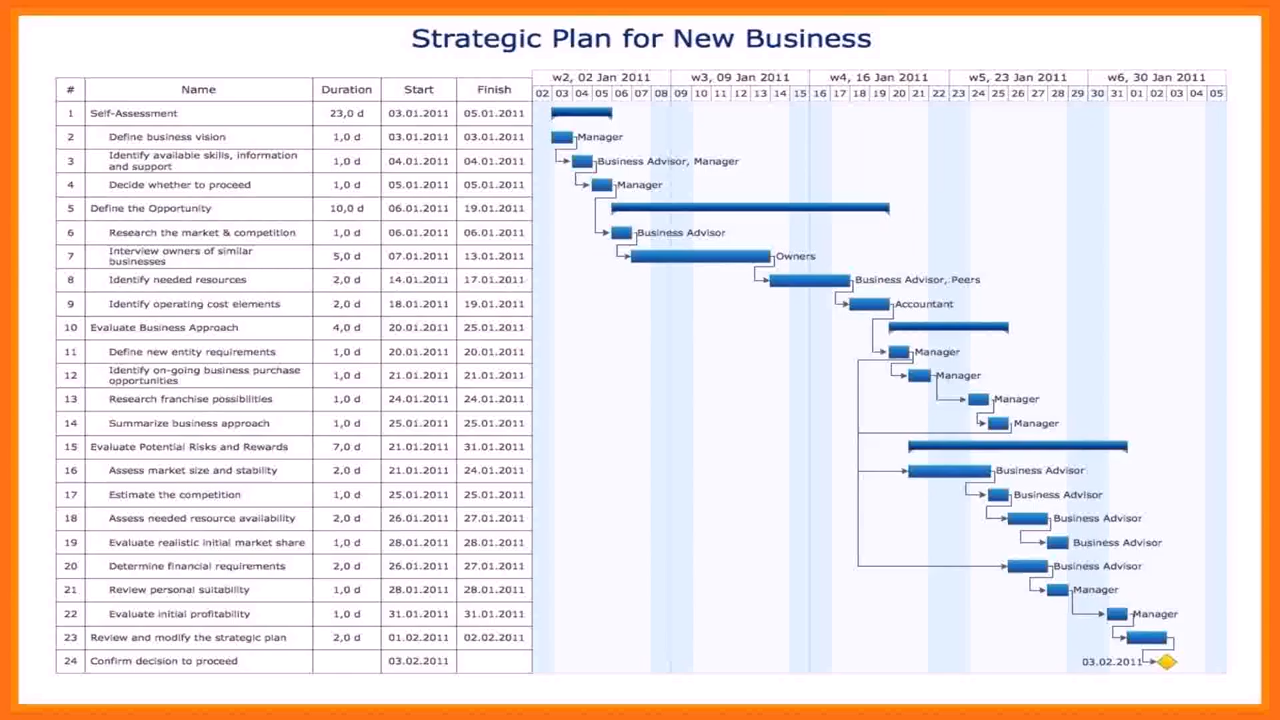 Strategic Plan for New Business
w2, 02 Jan 2011 w3, 09 Jan 2011 w4, 16 Jan 2011 w5, 23 Jan 2011 w6, 30 Jan 2011
# Name Duration Start Finish 02 03 04 05 06 07 08 09 10 11 12 13 14 15 16 17 18 19 20 21 22 23 24 25 26 27 28 29 30 31 01 02 03 04 05
1 Self-Assessment 23,0 d 03.01.2011 05.01.2011
2 Define business vision 1,0 d 03.01.2011 03.01.2011 Manager
3 Identify available skills, information
and support 1,0 d 04.01.2011 04.01.2011 Business Advisor, Manager
4 Decide whether to proceed 1,0 d 05.01.2011 05.01.2011 Manager
5 Define the Opportunity 10,0 d 06.01.2011 19.01.2011
6 Research the market & competition 1,0 d 06.01.2011 06.01.2011 Business Advisor
7 Interview owners of similar
businesses 5,0 d 07.01.2011 13.01.2011 Owners
8 Identify needed resources 2,0 d 14.01.2011 17.01.2011 Business Advisor, Peers
9 Identify operating cost elements 2,0 d 18.01.2011 19.01.2011 Accountant
10 Evaluate Business Approach 4,0 d 20.01.2011 25.01.2011
11 Define new entity requirements 1,0 d 20.01.2011 20.01.2011 Manager
12 Identify on-going business purchase
opportunities 1,0 d 21.01.2011 21.01.2011 Manager
13 Research franchise possibilities 1,0 d 24.01.2011 24.01.2011 Manager
14 Summarize business approach 1,0 d 25.01.2011 25.01.2011 Manager
15 Evaluate Potential Risks and Rewards 7,0 d 21.01.2011 31.01.2011
16 Assess market size and stability 2,0 d 21.01.2011 24.01.2011 Business Advisor
17 Estimate the competition 1,0 d 25.01.2011 25.01.2011 Business Advisor
18 Assess needed resource availability 2,0 d 26.01.2011 27.01.2011 Business Advisor
19 Evaluate realistic initial market share 1,0 d 28.01.2011 28.01.2011 Business Advisor
20 Determine financial requirements 2,0 d 26.01.2011 27.01.2011 Business Advisor
21 Review personal suitability 1,0 d 28.01.2011 28.01.2011 Manager
22 Evaluate initial profitability 1,0 d 31.01.2011 31.01.2011 Manager
23 Review and modify the strategic plan 2,0 d 01.02.2011 02.02.2011
24 Confirm decision to proceed 03.02.2011 03.02.2011